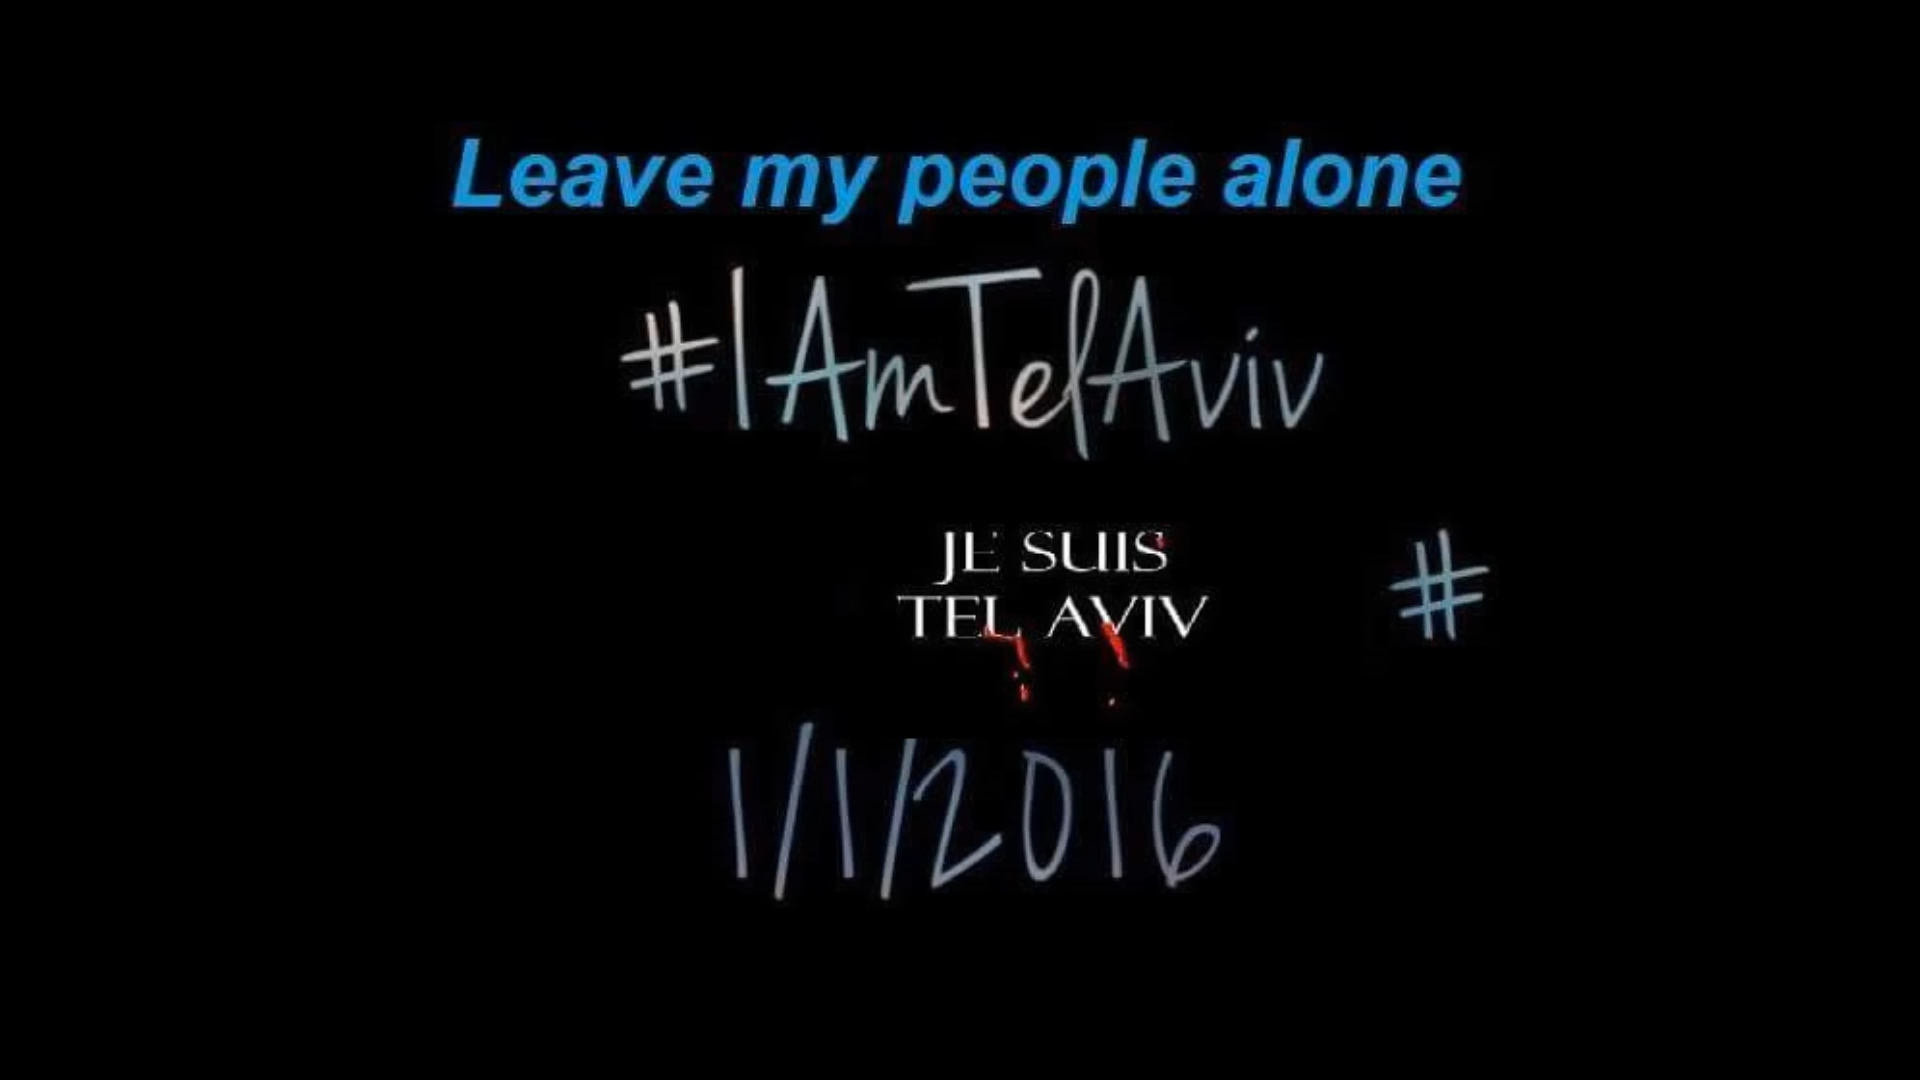 Leave my people alone
#IAmTelAviv
JE SUIS
TEL AVIV
#
1/1/2016